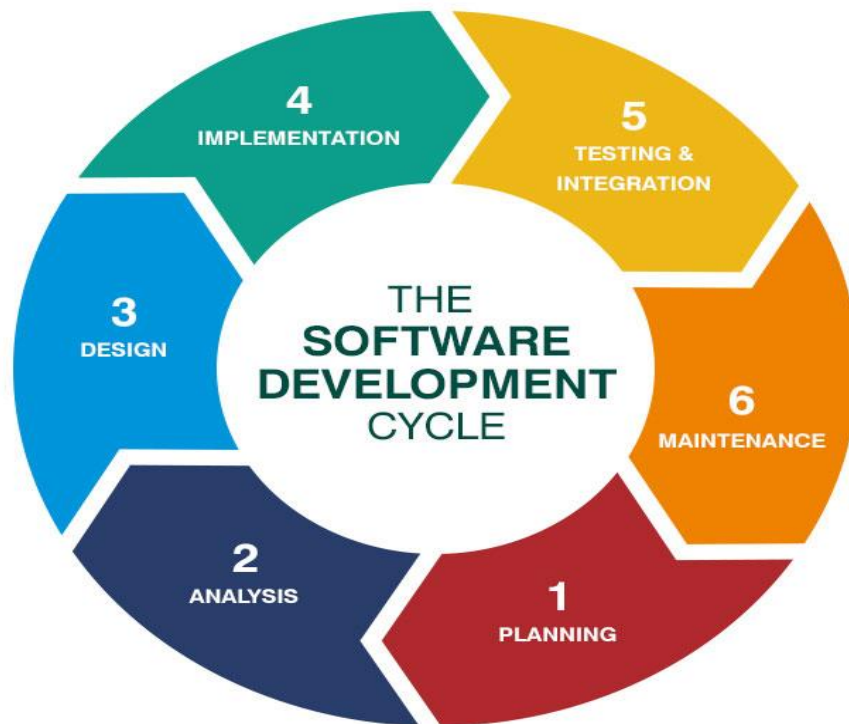 THE
SOFTWARE
DEVELOPMENT
CYCLE
1
PLANNING
2
ANALYSIS
3
DESIGN
4
IMPLEMENTATION
5
TESTING &
INTEGRATION
6
MAINTENANCE